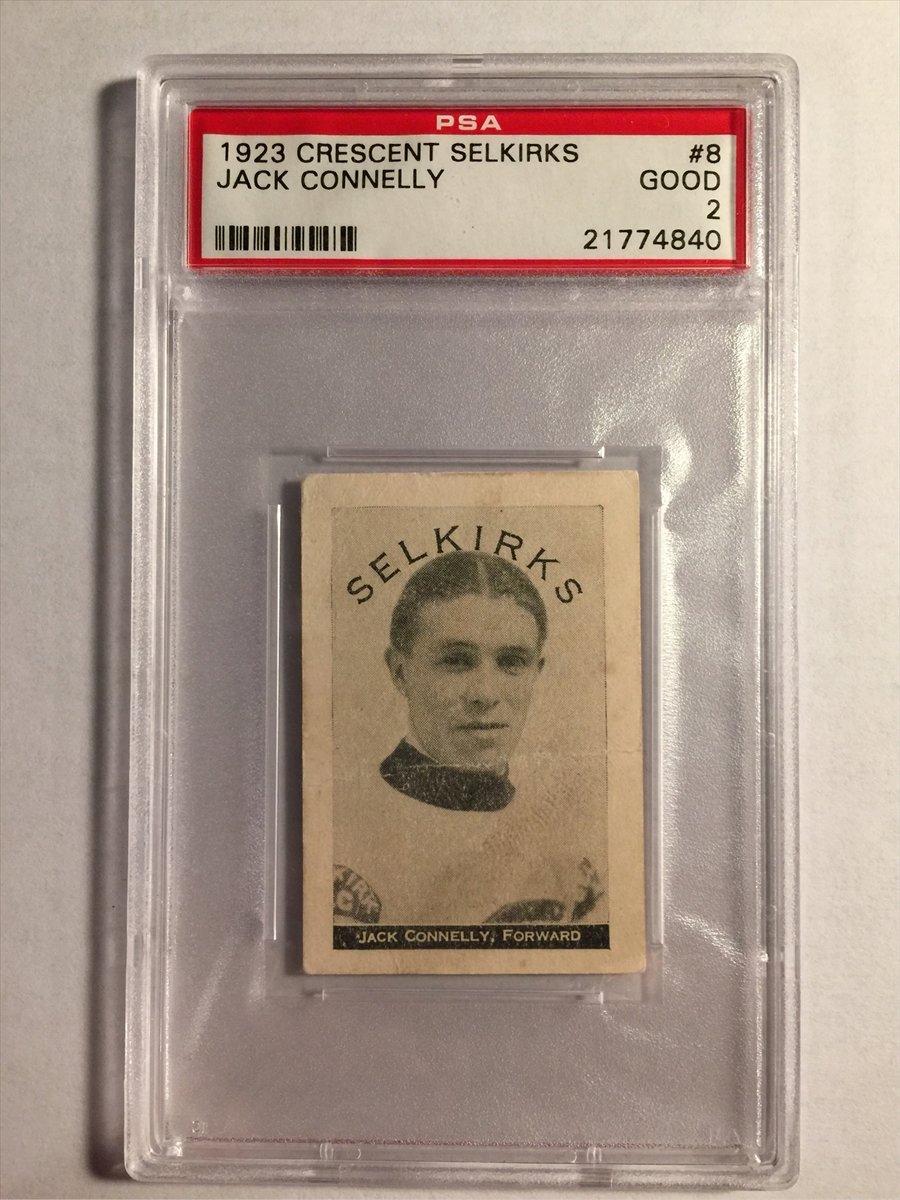 PSA
1923 CRESCENT SELKIRKS #8
JACK CONNELLY GOOD
2
21774840
SELKIRKS
JACK CONNELLY, FORWARD